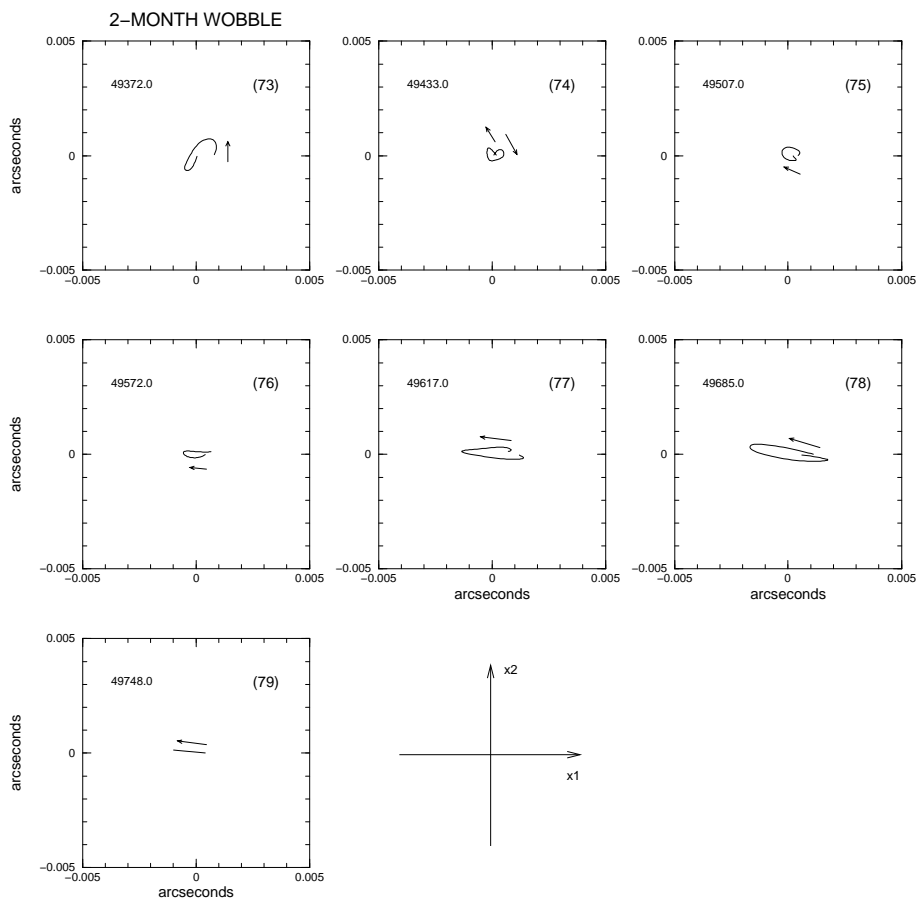 2−MONTH WOBBLE
0.005 0.005 0.005
49372.0 (73) 49433.0 (74) 49507.0 (75)
arcseconds
0 0 0
−0.005 −0.005 −0.005
−0.005 0 0.005 −0.005 0 0.005 −0.005 0 0.005
0.005 0.005 0.005
49572.0 (76) 49617.0 (77) 49685.0 (78)
arcseconds
0 0 0
−0.005 −0.005 −0.005
−0.005 0 0.005 −0.005 0 0.005 −0.005 0 0.005
arcseconds arcseconds
0.005
x2
49748.0 (79)
arcseconds
0
x1
−0.005
−0.005 0 0.005
arcseconds